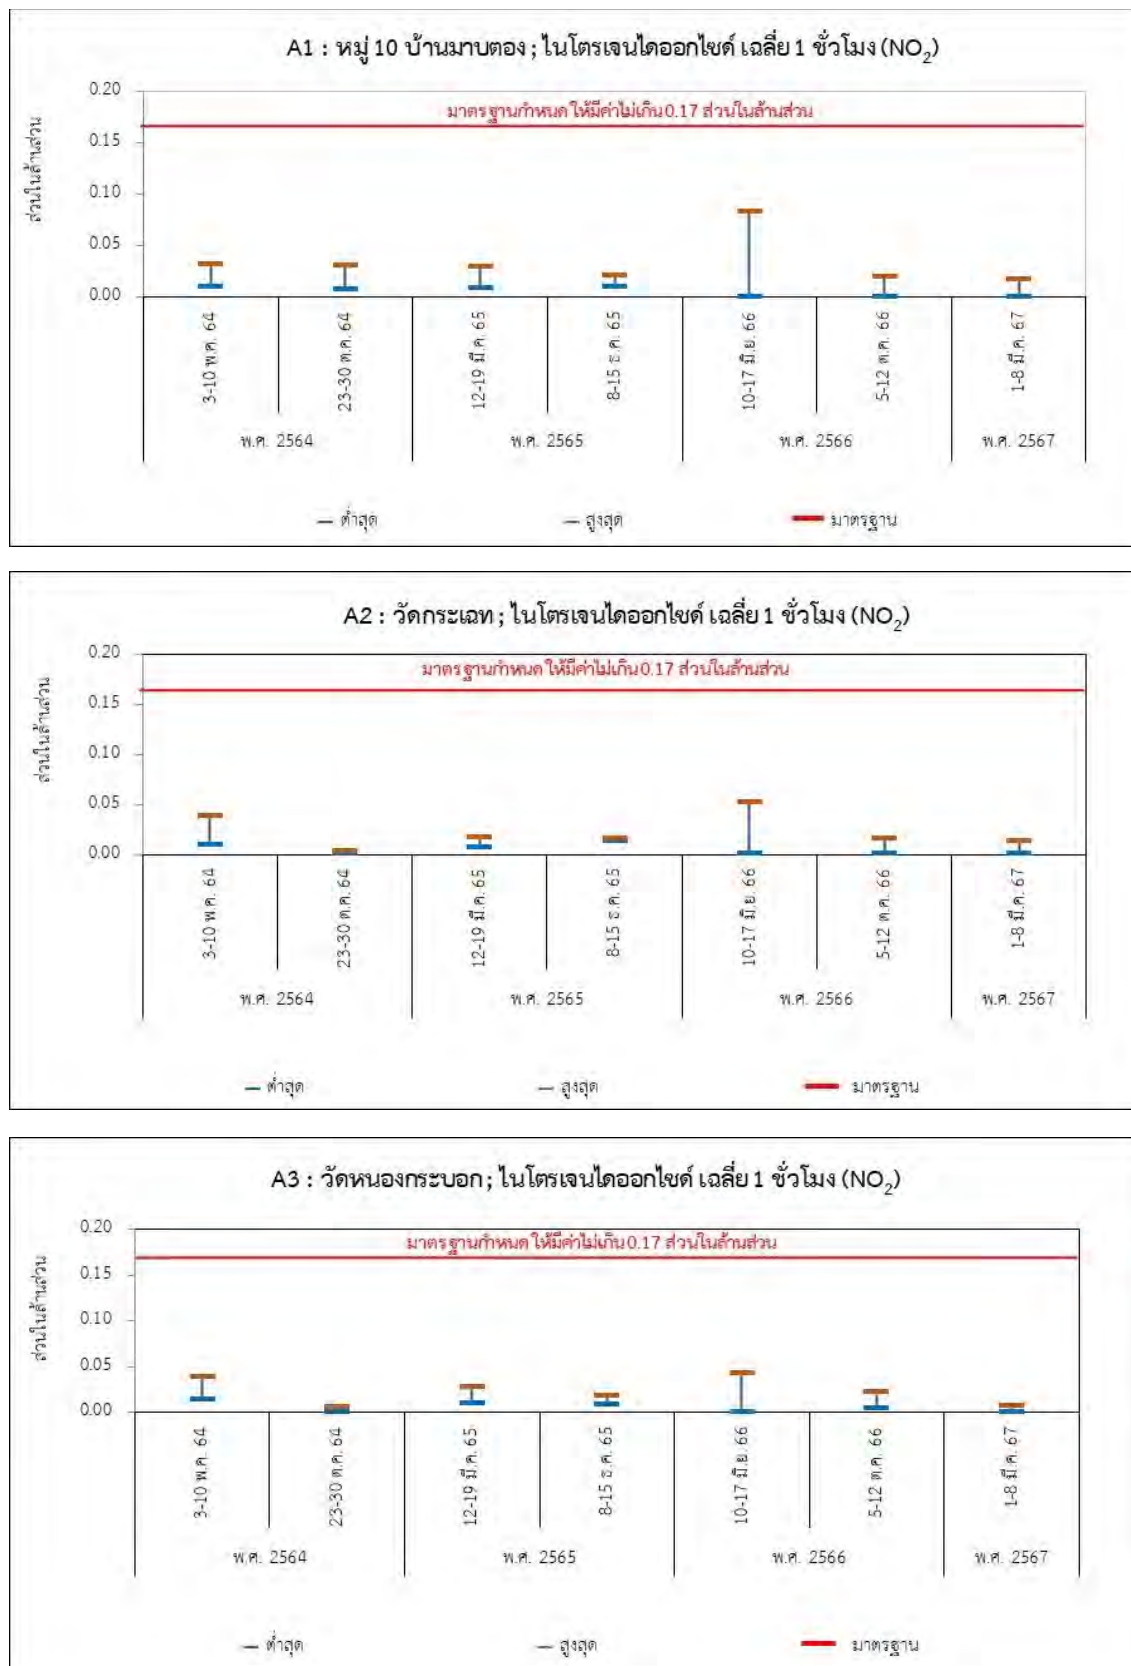 A1 : หมู่ 10 บ้านมาบตอง ; ไนโตรเจนไดออกไซด์ เฉลี่ย 1 ชั่วโมง (NO2)
มาตรฐานกำหนด ให้มีค่าไม่เกิน 0.17 ส่วนในล้านส่วน
ส่วนในล้านส่วน
0.20
0.15
0.10
0.05
0.00
3-10 พ.ค. 64
23-30 ต.ค. 64
12-19 มี.ค. 65
8-15 ธ.ค. 65
10-17 มิ.ย. 66
5-12 ต.ค. 66
1-8 มี.ค. 67
พ.ศ. 2564
พ.ศ. 2565
พ.ศ. 2566
พ.ศ. 2567
ต่ำสุด สูงสุด มาตรฐาน
A2 : วัดกระเฉท ; ไนโตรเจนไดออกไซด์ เฉลี่ย 1 ชั่วโมง (NO2)
มาตรฐานกำหนด ให้มีค่าไม่เกิน 0.17 ส่วนในล้านส่วน
ส่วนในล้านส่วน
0.20
0.15
0.10
0.05
0.00
3-10 พ.ค. 64
23-30 ต.ค. 64
12-19 มี.ค. 65
8-15 ธ.ค. 65
10-17 มิ.ย. 66
5-12 ต.ค. 66
1-8 มี.ค. 67
พ.ศ. 2564
พ.ศ. 2565
พ.ศ. 2566
พ.ศ. 2567
ต่ำสุด สูงสุด มาตรฐาน
A3 : วัดหนองกระบอก ; ไนโตรเจนไดออกไซด์ เฉลี่ย 1 ชั่วโมง (NO2)
มาตรฐานกำหนด ให้มีค่าไม่เกิน 0.17 ส่วนในล้านส่วน
ส่วนในล้านส่วน
0.20
0.15
0.10
0.05
0.00
3-10 พ.ค. 64
23-30 ต.ค. 64
12-19 มี.ค. 65
8-15 ธ.ค. 65
10-17 มิ.ย. 66
5-12 ต.ค. 66
1-8 มี.ค. 67
พ.ศ. 2564
พ.ศ. 2565
พ.ศ. 2566
พ.ศ. 2567
ต่ำสุด สูงสุด มาตรฐาน